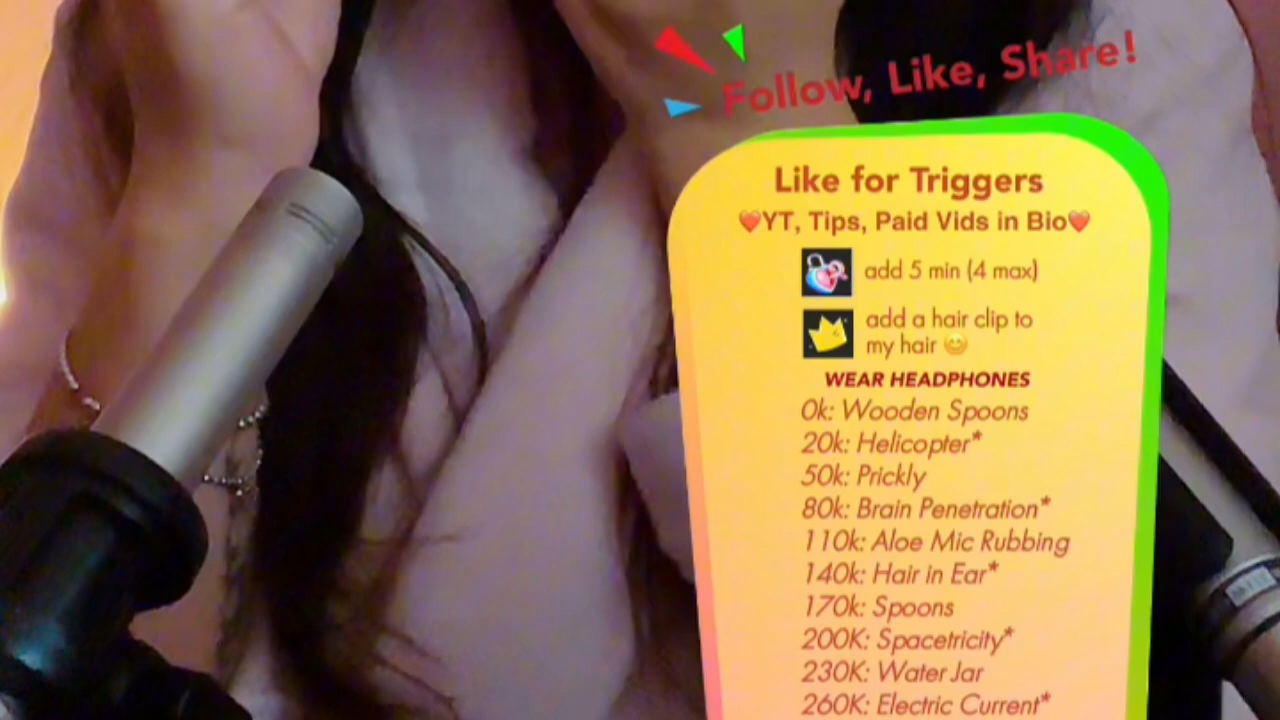 Follow, Like, Share!
Like for Triggers
❤️YT, Tips, Paid Vids in Bio❤️
add 5 min (4 max)
add a hair clip to
my hair 😊
WEAR HEADPHONES
0k: Wooden Spoons
20k: Helicopter*
50k: Prickly
80k: Brain Penetration*
110k: Aloe Mic Rubbing
140k: Hair in Ear*
170k: Spoons
200K: Spacetricity*
230K: Water Jar
260K: Electric Current*